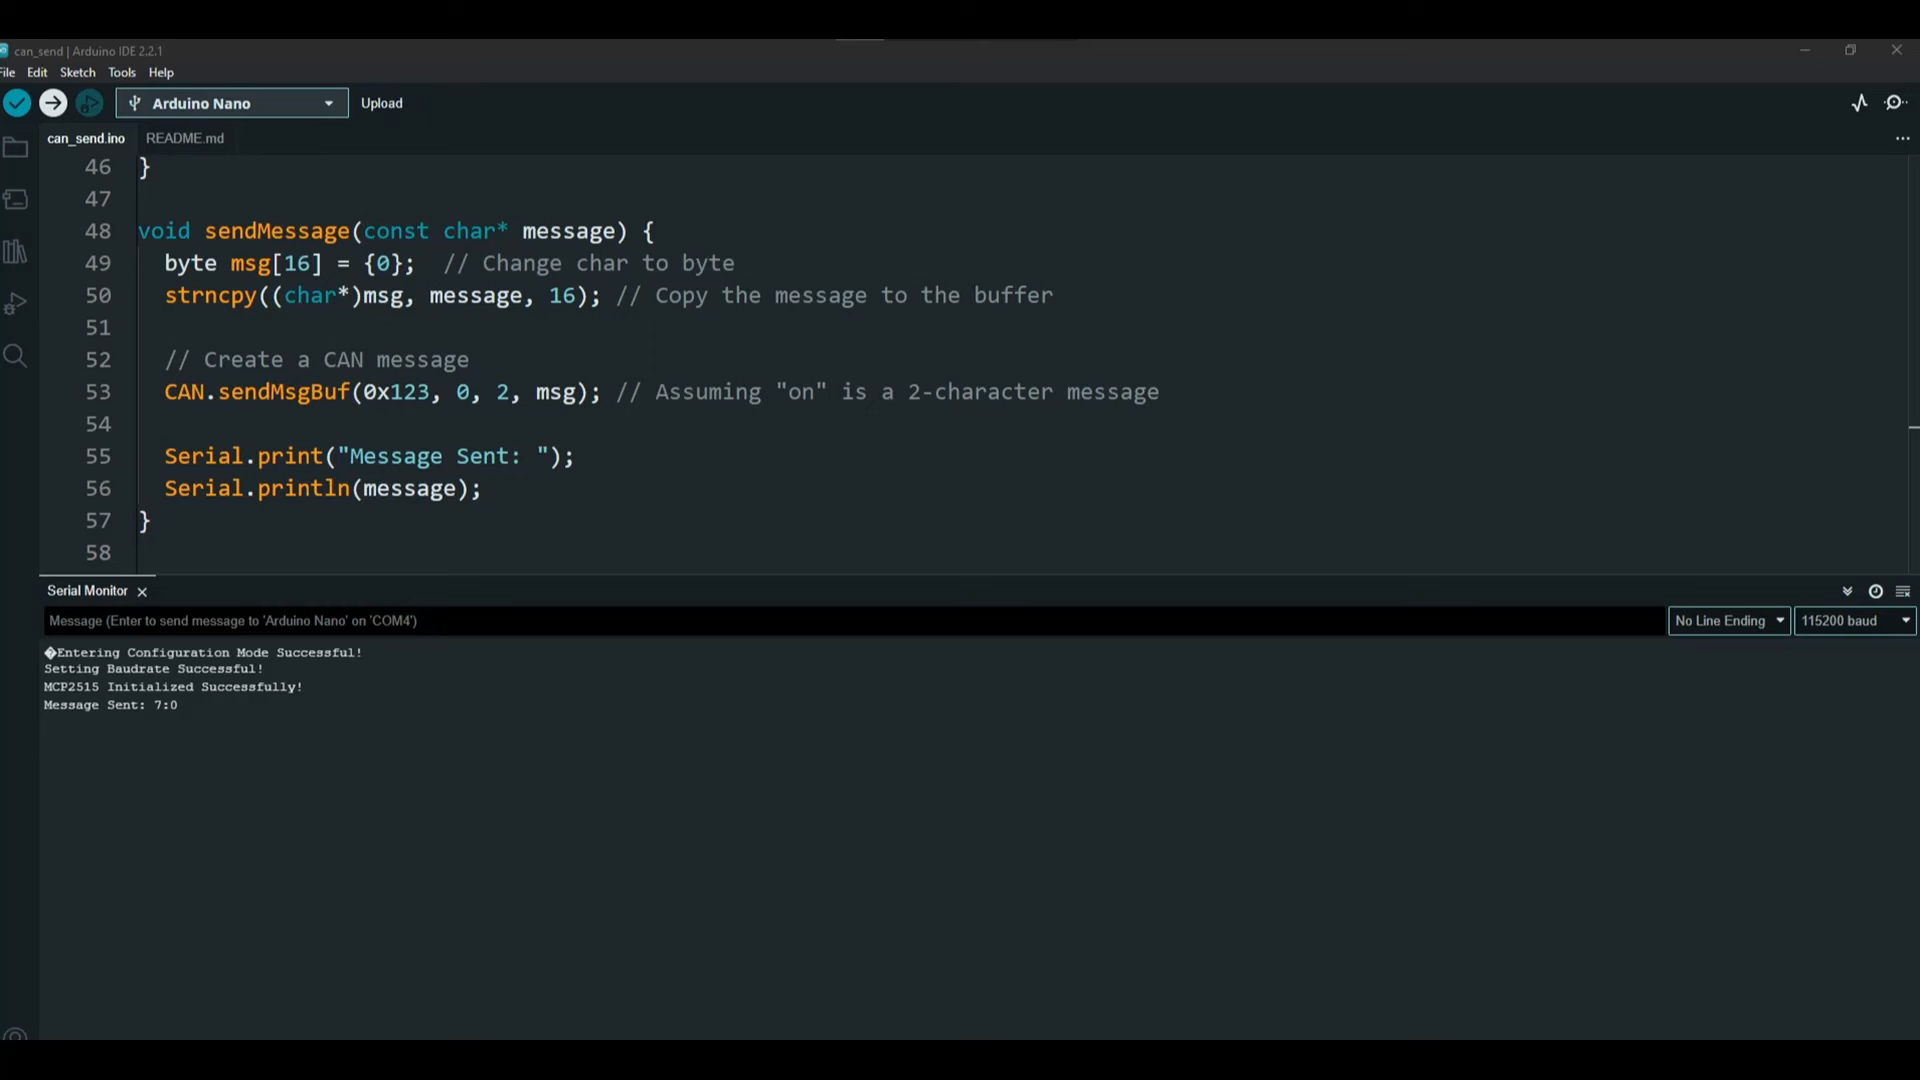 can_send | Arduino IDE 2.2.1
File Edit Sketch Tools Help
Arduino Nano Upload
can_send.ino README.md
46 }
47
48 void sendMessage(const char* message) {
49 byte msg[16] = {0}; // Change char to byte
50 strncpy((char*)msg, message, 16); // Copy the message to the buffer
51
52 // Create a CAN message
53 CAN.sendMsgBuf(0x123, 0, 2, msg); // Assuming "on" is a 2-character message
54
55 Serial.print("Message Sent: ");
56 Serial.println(message);
57 }
58
Serial Monitor
Message (Enter to send message to 'Arduino Nano' on 'COM4') No Line Ending 115200 baud
�Entering Configuration Mode Successful!
Setting Baudrate Successful!
MCP2515 Initialized Successfully!
Message Sent: 7:0